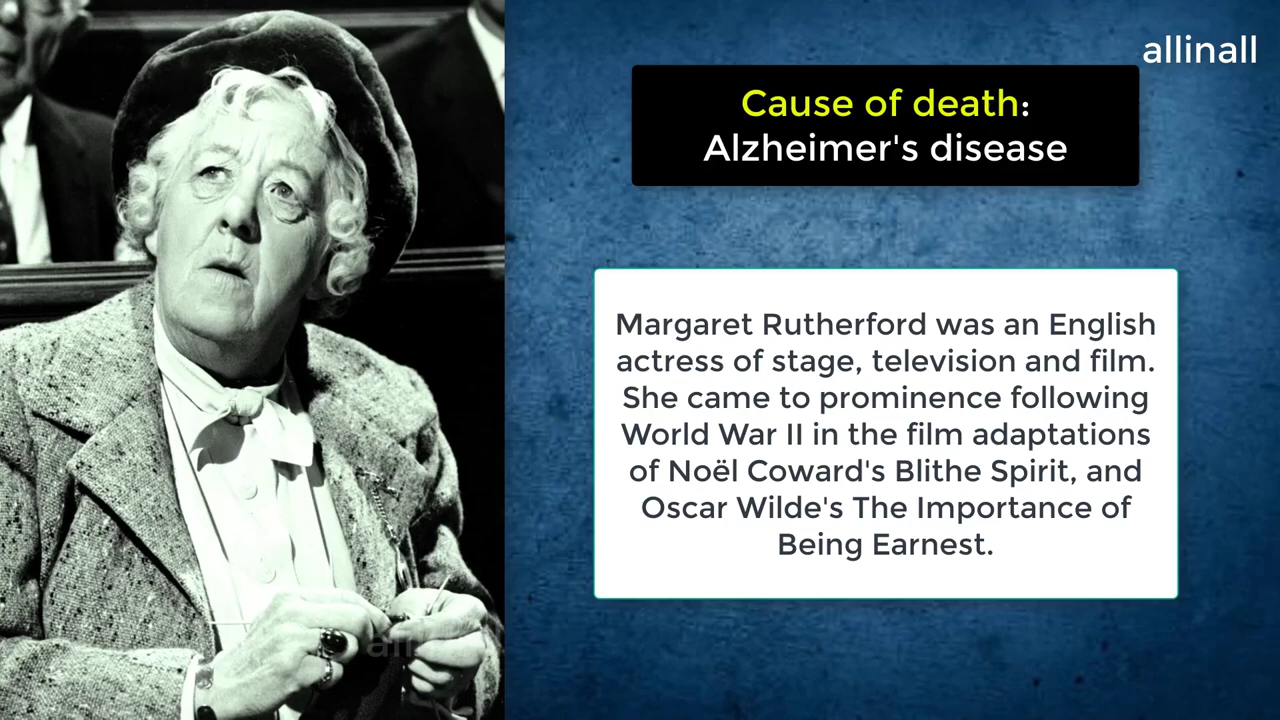 allinall
Cause of death:
Alzheimer's disease
Margaret Rutherford was an English
actress of stage, television and film.
She came to prominence following
World War II in the film adaptations
of Noël Coward's Blithe Spirit, and
Oscar Wilde's The Importance of
Being Earnest.